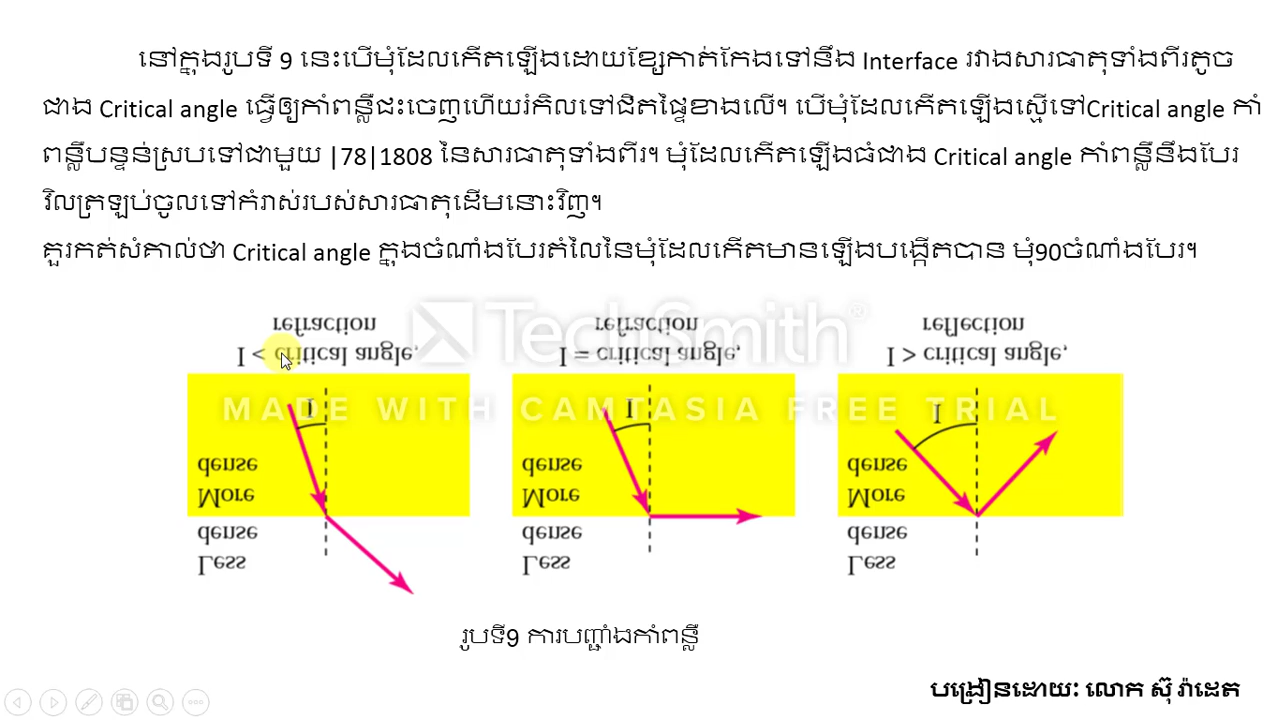 នៅក្នុងរូបទី 9 នេះបើមុំដែលកើតឡើងដោយខ្សែកាត់កែងទៅនឹង Interface រវាងសារធាតុទាំងពីរតូច
ជាង Critical angle ធ្វើឲ្យកាំពន្លឺជះចេញហើយរំកិលទៅជិតផ្ទៃខាងលើ។ បើមុំដែលកើតឡើងស្មើទៅCritical angle កាំ
ពន្លឺបន្ទន់ស្របទៅជាមួយ |78|1808 នៃសារធាតុទាំងពីរ។ មុំដែលកើតឡើងធំជាង Critical angle កាំពន្លឺនឹងបែរ
វិលត្រឡប់ចូលទៅកំរាស់របស់សារធាតុដើមនោះវិញ។
គួរកត់សំគាល់ថា Critical angle ក្នុងចំណាំងបែរតំលៃនៃមុំដែលកើតមានឡើងបង្កើតបាន មុំ90ចំណាំងបែរ។
TechSmith®
refraction refraction reflection
I < critical angle, I = critical angle, I > critical angle,
MADE WITH CAMTASIA FREE TRIAL
I I I
dense dense dense
More More More
dense dense dense
Less Less Less
រូបទី9 ការបញ្ជាំងកាំពន្លឺ
បង្រៀនដោយ: លោក ស៊ុ រ៉ាដេត